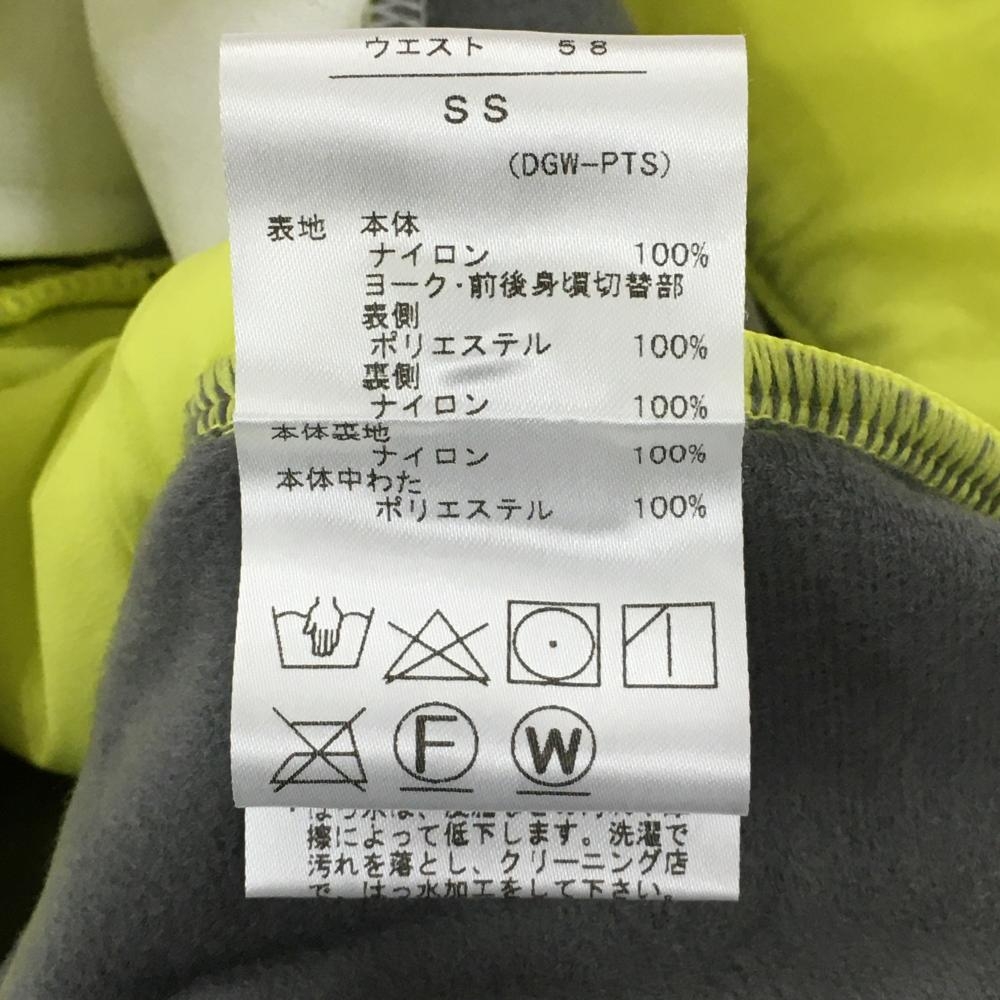 ウエスト 58
SS
(DGW-PTS)
表地 本体
ナイロン 100%
ヨーク・前後身頃切替部
表側
ポリエステル 100%
裏側
ナイロン 100%
本体裏地
ナイロン 100%
本体中わた
ポリエステル 100%
F W
・はっ水は、
擦によって低下します。洗濯で
汚れを落とし、クリーニング店
で、はっ水加工をして下さい。